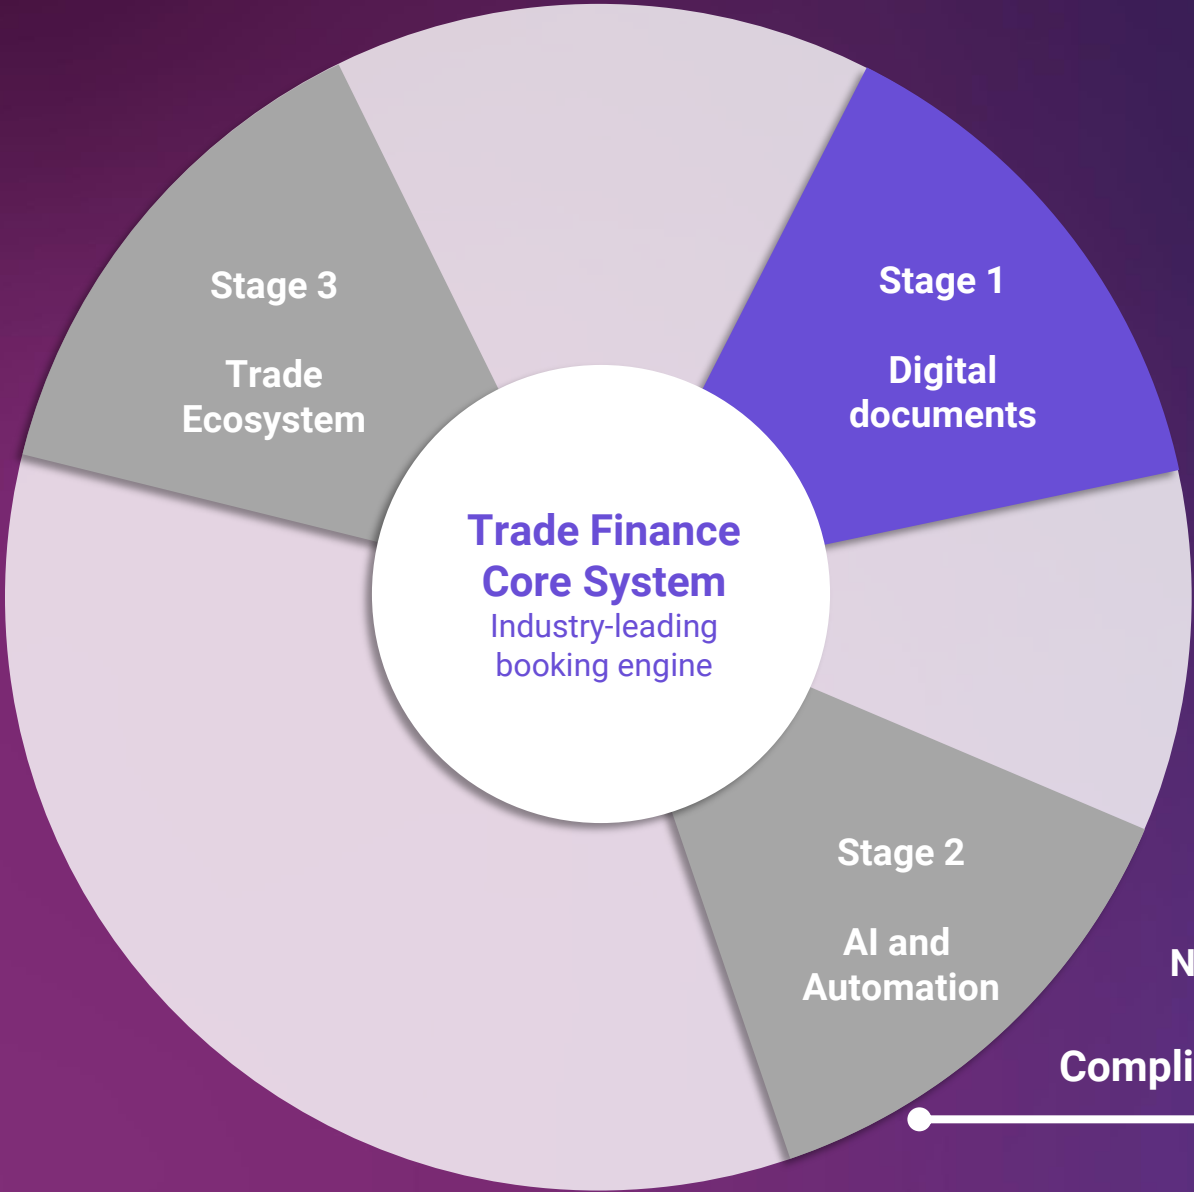 Stage 3
Trade
Ecosystem
Stage 1
Digital
documents
Trade Finance
Core System
Industry-leading
booking engine
Stage 2
AI and
Automation